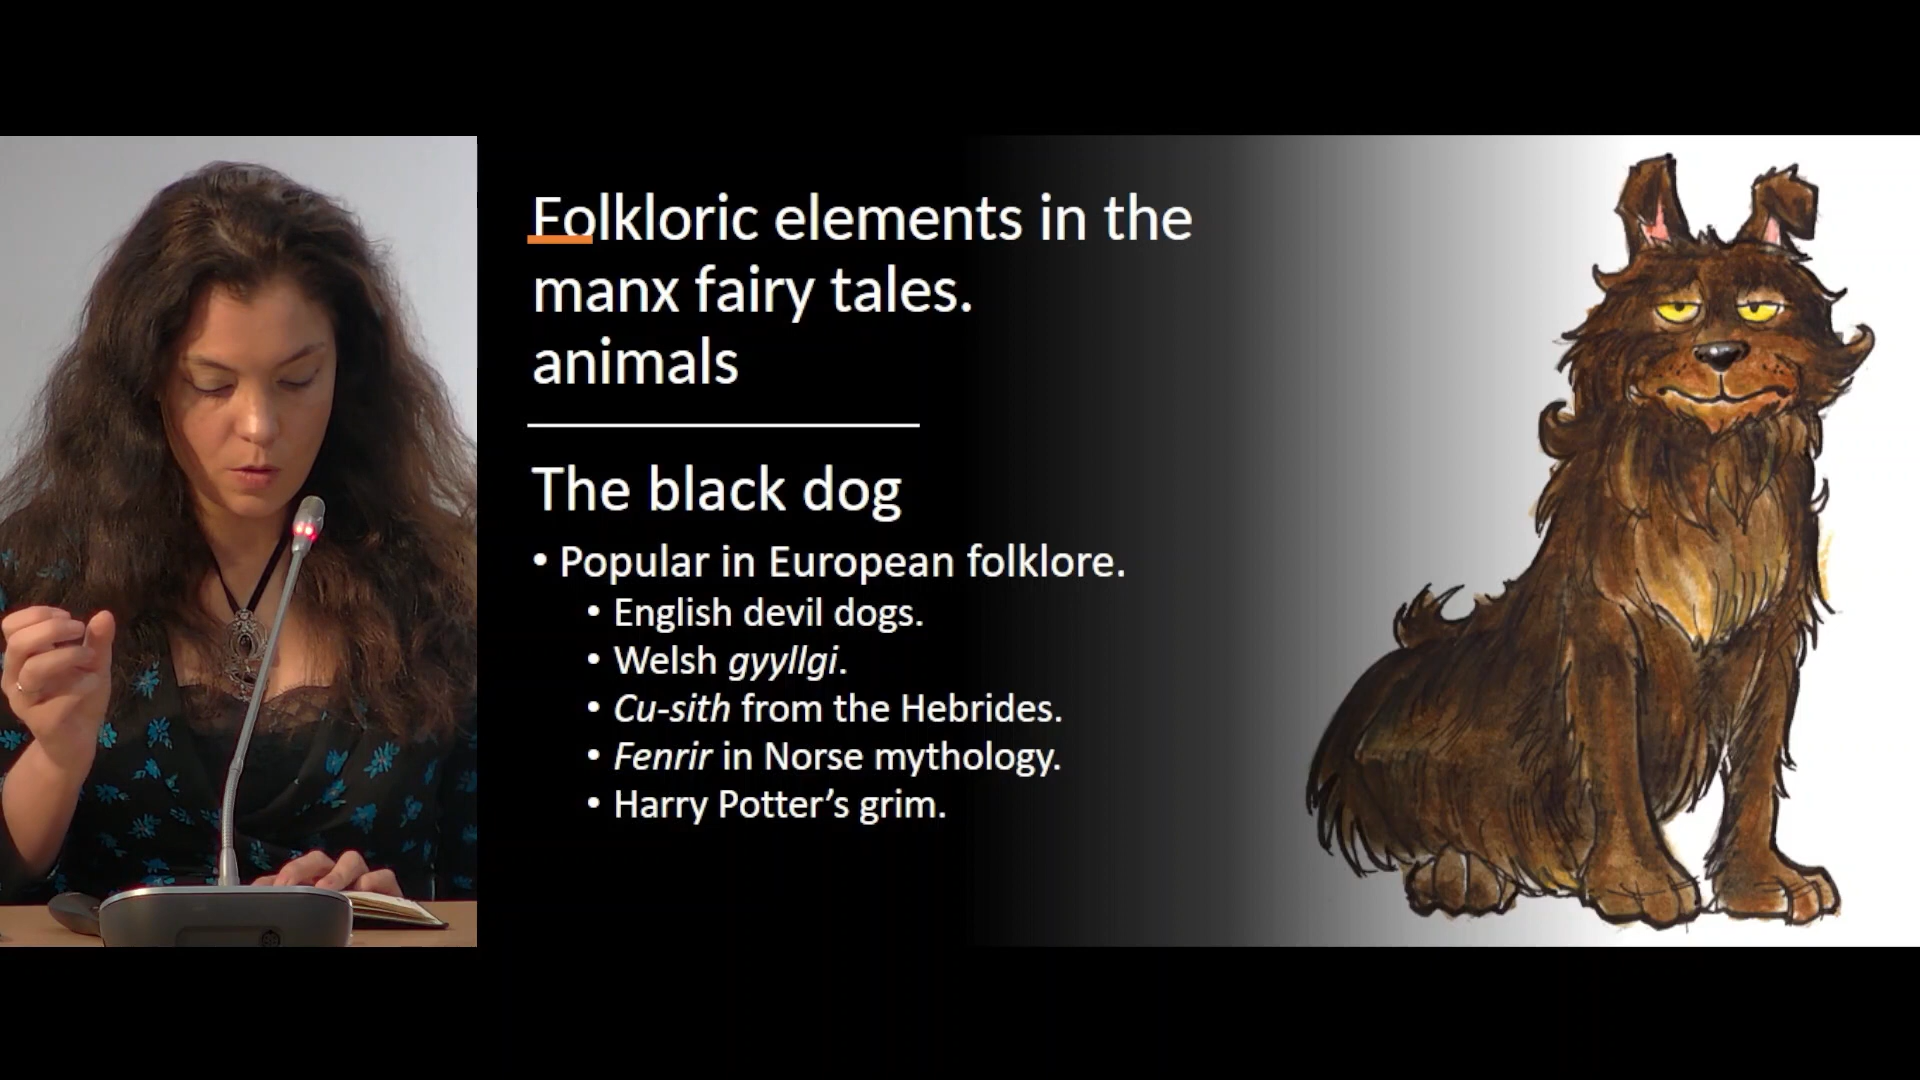 Folkloric elements in the
manx fairy tales.
animals
The black dog
• Popular in European folklore.
• English devil dogs.
• Welsh gyyllgi.
• Cu-sith from the Hebrides.
• Fenrir in Norse mythology.
• Harry Potter’s grim.